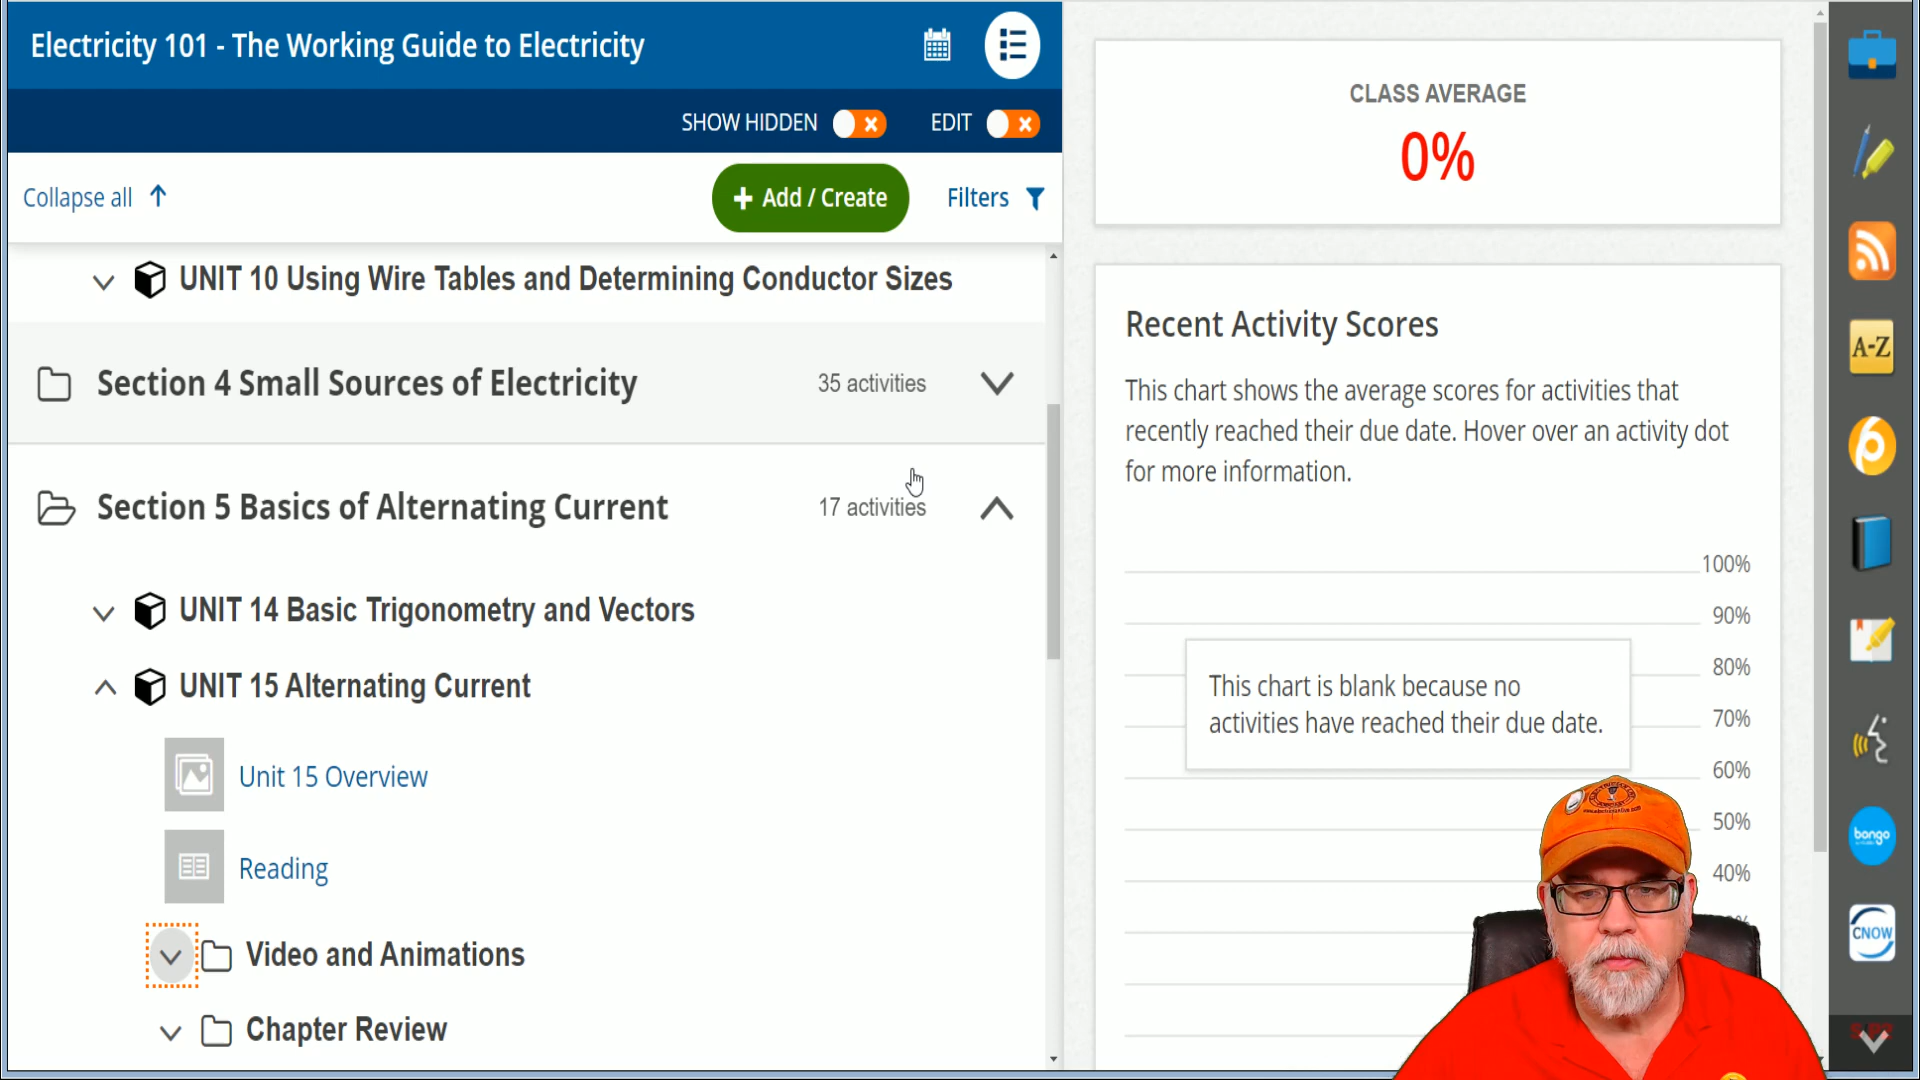 Electricity 101 - The Working Guide to Electricity
SHOW HIDDEN
EDIT
Collapse all
Add / Create
Filters
UNIT 10 Using Wire Tables and Determining Conductor Sizes
Section 4 Small Sources of Electricity
35 activities
Section 5 Basics of Alternating Current
17 activities
UNIT 14 Basic Trigonometry and Vectors
UNIT 15 Alternating Current
Unit 15 Overview
Reading
Video and Animations
Chapter Review
CLASS AVERAGE
0%
Recent Activity Scores
This chart shows the average scores for activities that
recently reached their due date. Hover over an activity dot
for more information.
100%
90%
80%
70%
60%
50%
40%
This chart is blank because no
activities have reached their due date.
A-Z
bongo
CNOW